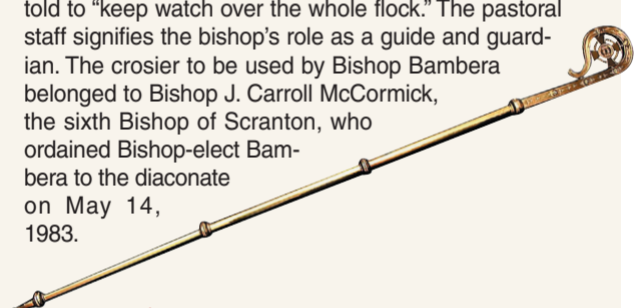 told to “keep watch over the whole flock.” The pastoral
staff signifies the bishop’s role as a guide and guard-
ian. The crosier to be used by Bishop Bambera
belonged to Bishop J. Carroll McCormick,
the sixth Bishop of Scranton, who
ordained Bishop-elect Bam-
bera to the diaconate
on May 14,
1983.